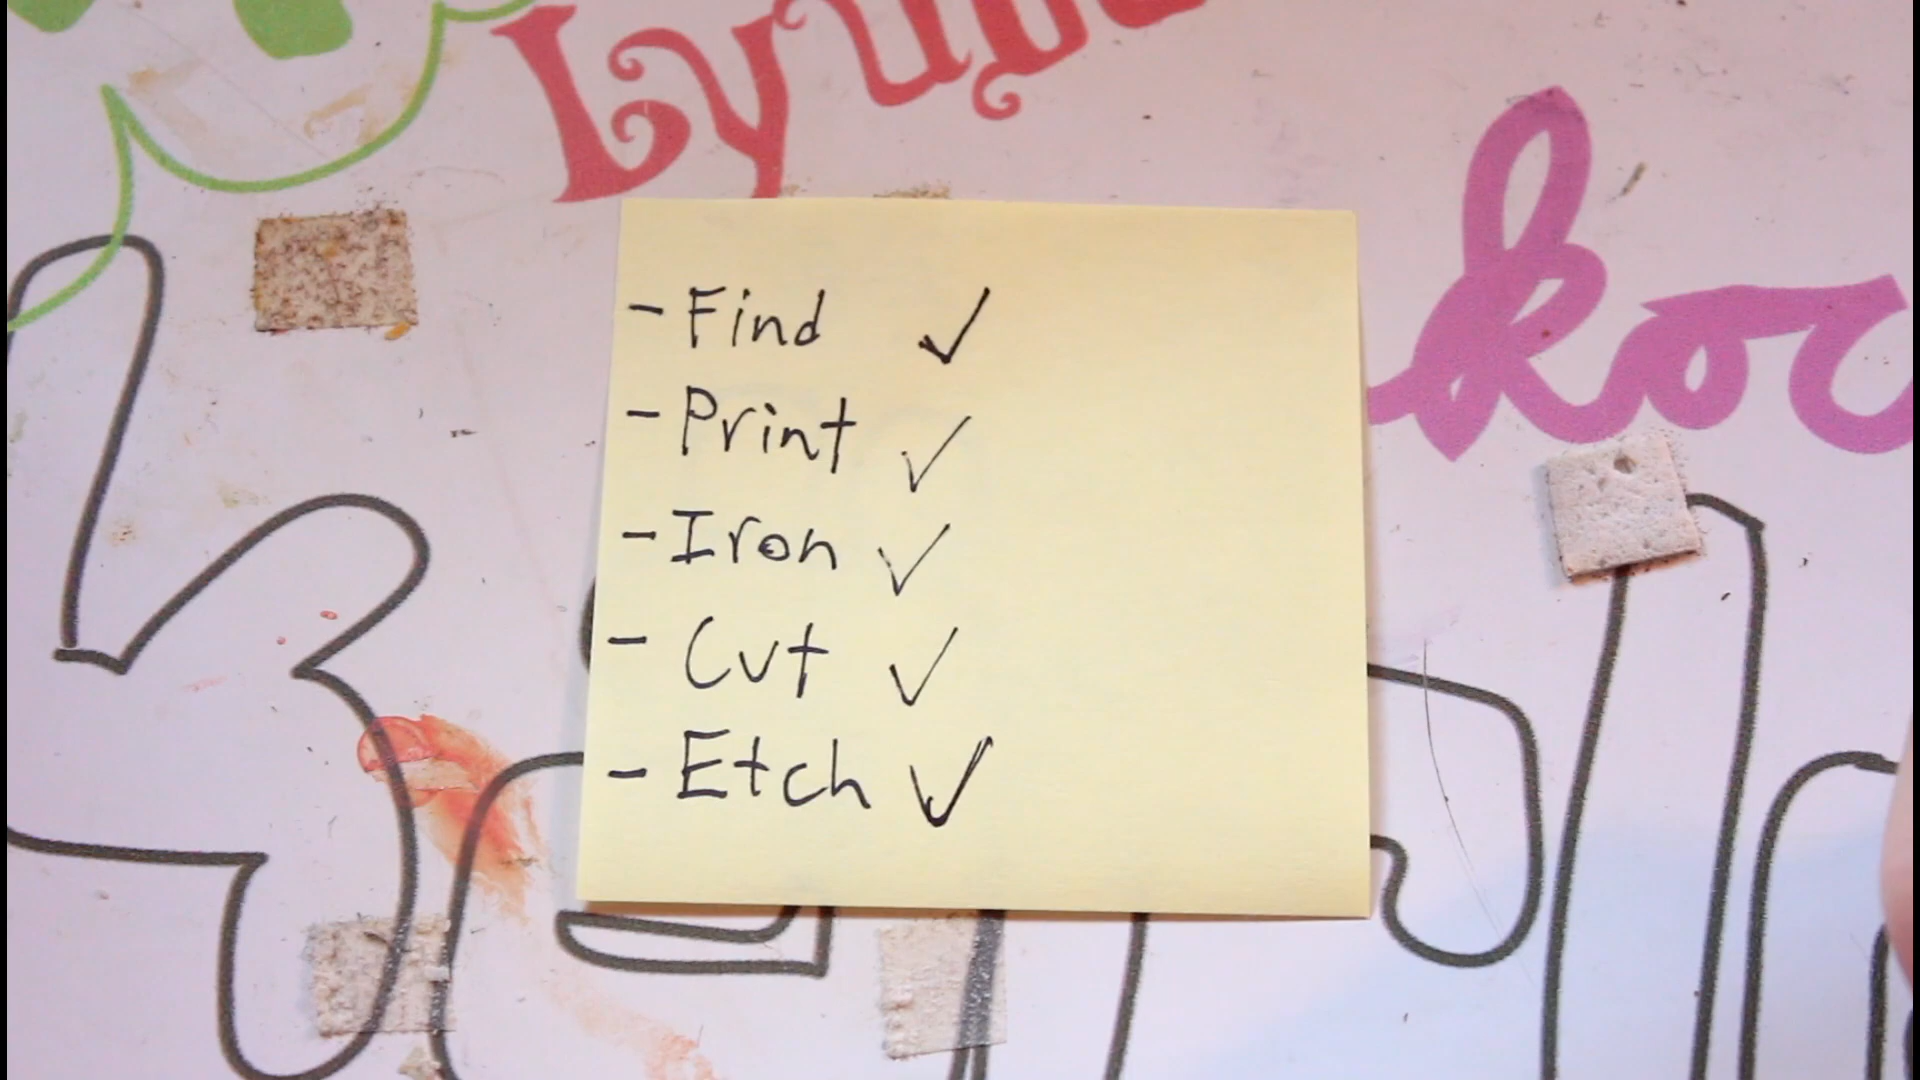 - Find ✓
- Print ✓
- Iron ✓
- Cut ✓
- Etch ✓